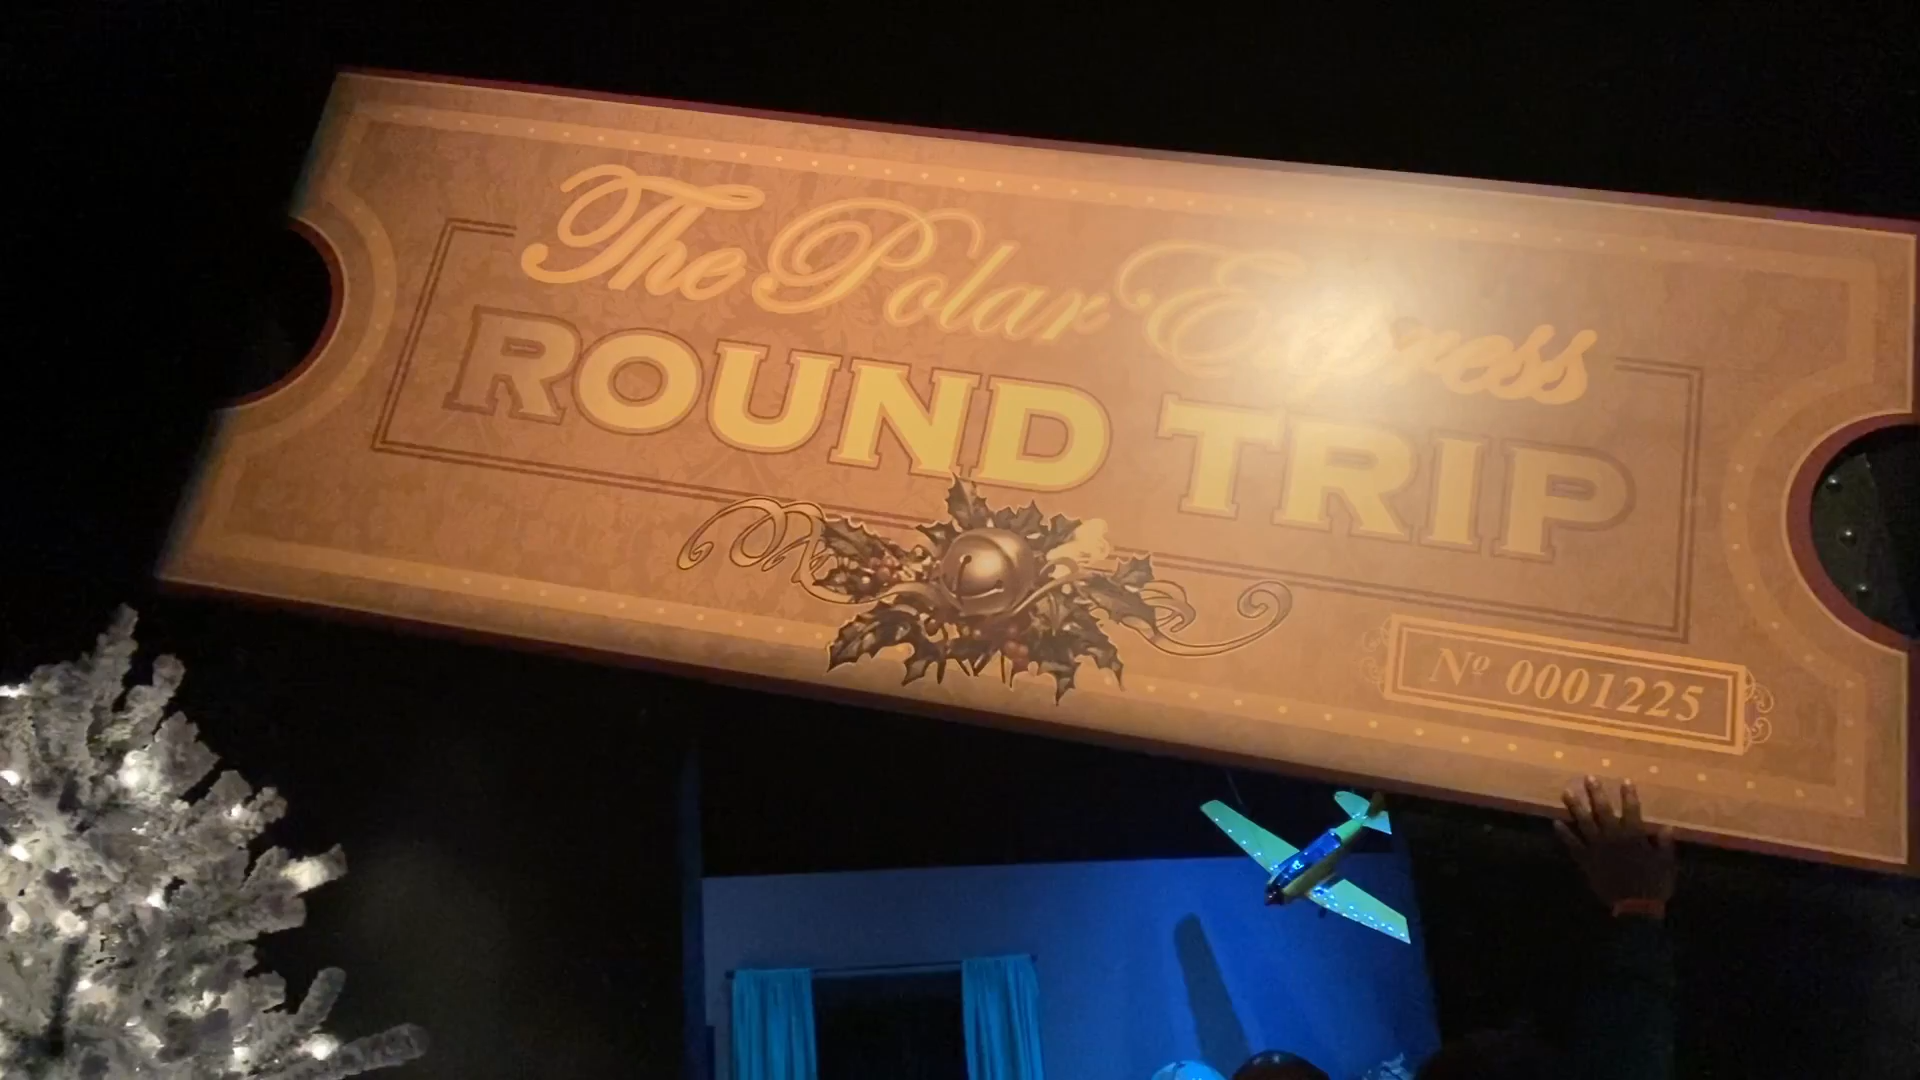 The Polar Express
ROUND TRIP
Nº 0001225